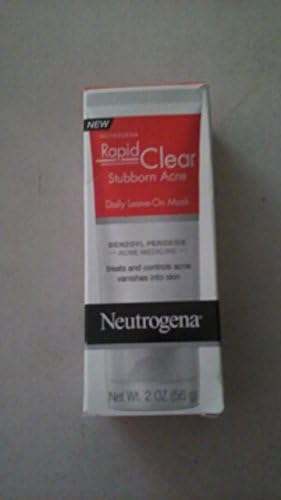 NEW
NEUTROGENA
Rapid Clear
Stubborn Acne
Daily Leave-On Mask
BENZOYL PEROXIDE
ACNE MEDICINE
treats and controls acne
vanishes into skin
Neutrogena®
Net Wt. 2 OZ (56 g)